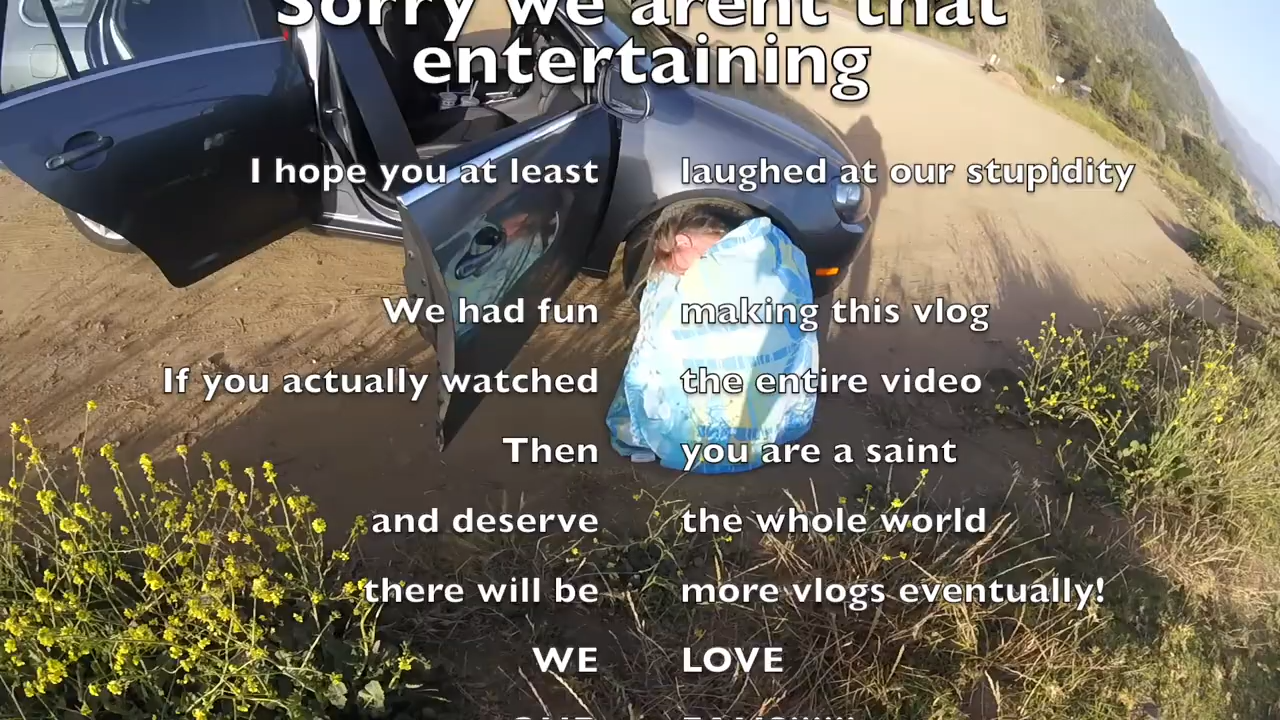 Sorry we arent that
entertaining
I hope you at least laughed at our stupidity
We had fun making this vlog
If you actually watched the entire video
Then you are a saint
and deserve the whole world
there will be more vlogs eventually!
WE LOVE